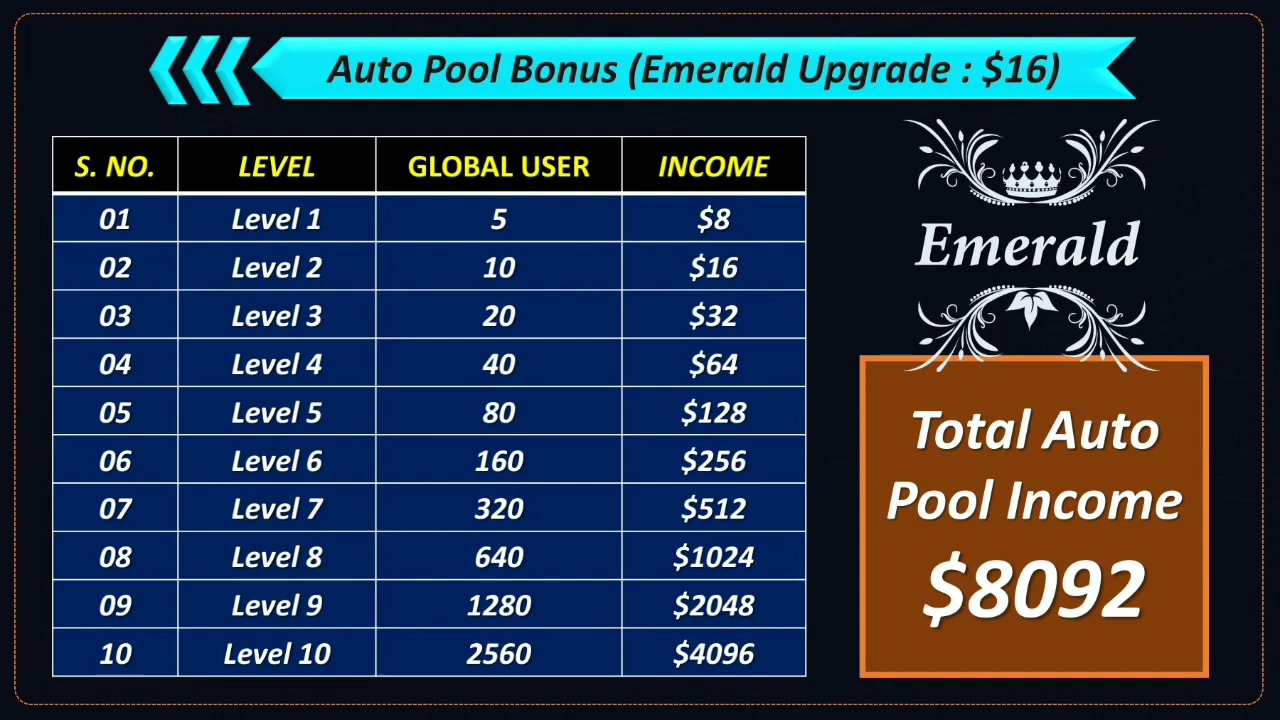 Auto Pool Bonus (Emerald Upgrade : $16)
S. NO. LEVEL GLOBAL USER INCOME
01 Level 1 5 $8
02 Level 2 10 $16
03 Level 3 20 $32
04 Level 4 40 $64
05 Level 5 80 $128
06 Level 6 160 $256
07 Level 7 320 $512
08 Level 8 640 $1024
09 Level 9 1280 $2048
10 Level 10 2560 $4096
Emerald
Total Auto
Pool Income
$8092